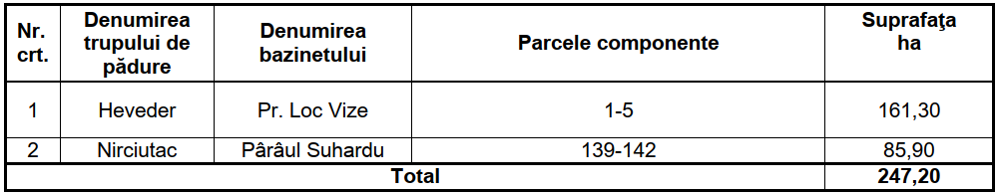 Nr. crt. Denumirea trupului de pădure Denumirea bazinetului Parcele componente Suprafaţa ha
1 Heveder Pr. Loc Vize 1-5 161,30
2 Nirciutac Pârâul Suhardu 139-142 85,90
Total 247,20